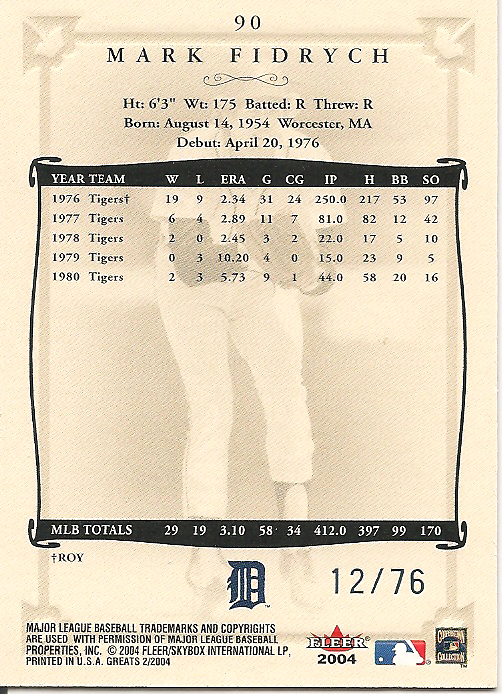 90
MARK FIDRYCH
Ht: 6'3" Wt: 175 Batted: R Threw: R
Born: August 14, 1954 Worcester, MA
Debut: April 20, 1976
YEAR TEAM W L ERA G CG IP H BB SO
1976 Tigers† 19 9 2.34 31 24 250.0 217 53 97
1977 Tigers 6 4 2.89 11 7 81.0 82 12 42
1978 Tigers 2 0 2.45 3 2 22.0 17 5 10
1979 Tigers 0 3 10.20 4 0 15.0 23 9 5
1980 Tigers 2 3 5.73 9 1 44.0 58 20 16
MLB TOTALS 29 19 3.10 58 34 412.0 397 99 170
†ROY
D
12/76
MAJOR LEAGUE BASEBALL TRADEMARKS AND COPYRIGHTS
ARE USED WITH PERMISSION OF MAJOR LEAGUE BASEBALL
PROPERTIES, INC. © 2004 FLEER/SKYBOX INTERNATIONAL LP,
PRINTED IN U.S.A. GREATS 2/2004
FLEER
2004
COOPERSTOWN
COLLECTION